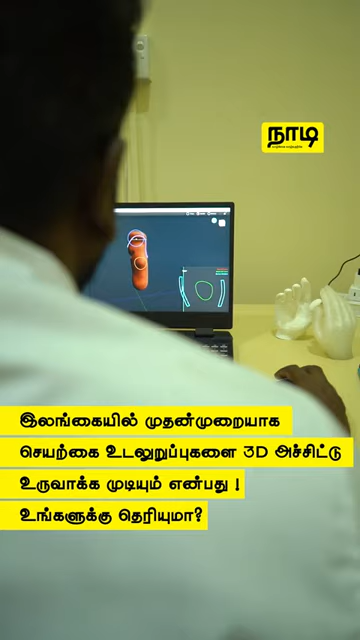 நாடி
இலங்கையில் முதன்முறையாக
செயற்கை உடலுறுப்புகளை 3D அச்சிட்டு
உருவாக்க முடியும் என்பது !
உங்களுக்கு தெரியுமா?